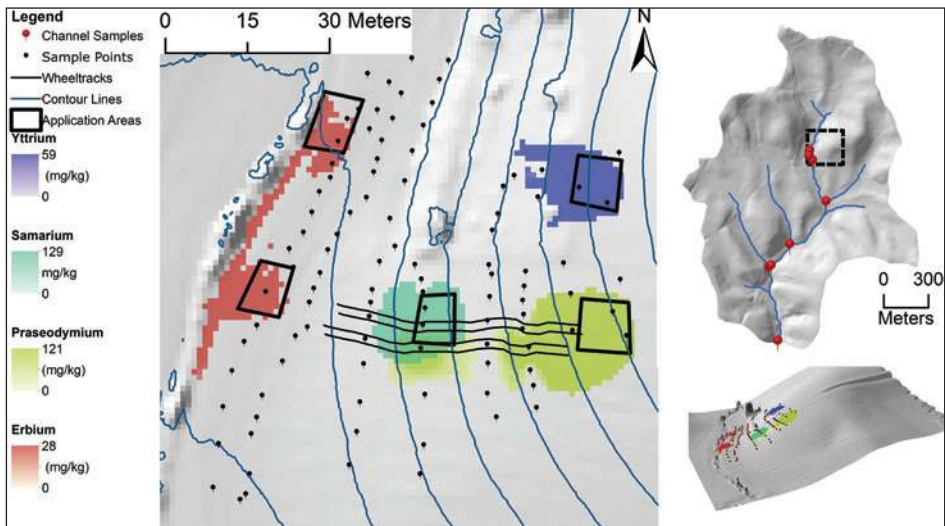 Legend
Channel Samples
Sample Points
Wheeltracks
Contour Lines
Application Areas
Yttrium
59
(mg/kg)
0
Samarium
129
mg/kg
0
Praseodymium
121
(mg/kg)
0
Erbium
28
(mg/kg)
0
0 15 30 Meters
N
0 300
Meters